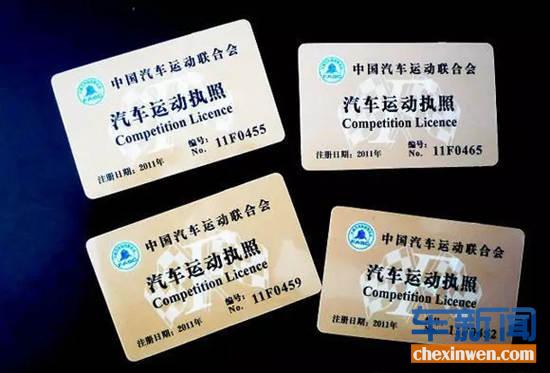 中国汽车运动联合会
汽车运动执照
Competition Licence
编号:
No. 11F0455
注册日期: 2011年
中国汽车运动联合会
汽车运动执照
Competition Licence
编号:
No. 11F0465
注册日期: 2011年
中国汽车运动联合会
汽车运动执照
Competition Licence
编号:
No. 11F0459
注册日期: 2011年
中国汽车运动联合会
汽车运动执照
Competition Licence
注册日期: 2011年
车新闻
chexinwen.com